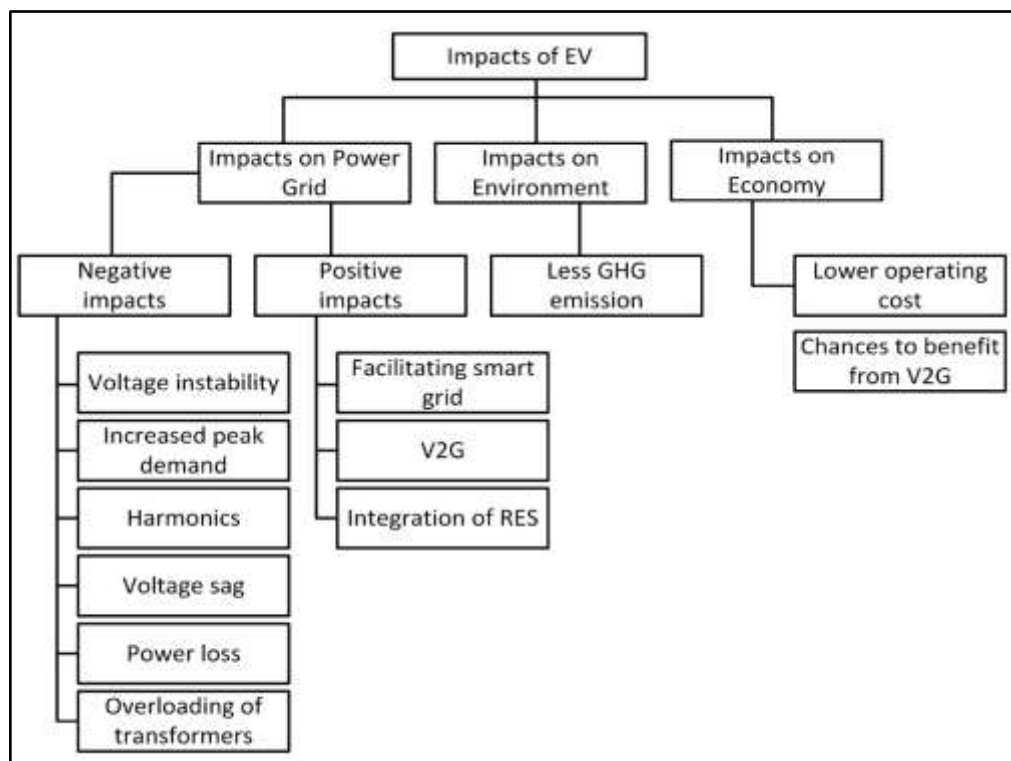 Impacts of EV
Impacts on Power
Grid
Impacts on
Environment
Impacts on
Economy
Negative
impacts
Positive
impacts
Less GHG
emission
Lower operating
cost
Chances to benefit
from V2G
Voltage instability
Increased peak
demand
Harmonics
Voltage sag
Power loss
Overloading of
transformers
Facilitating smart
grid
V2G
Integration of RES